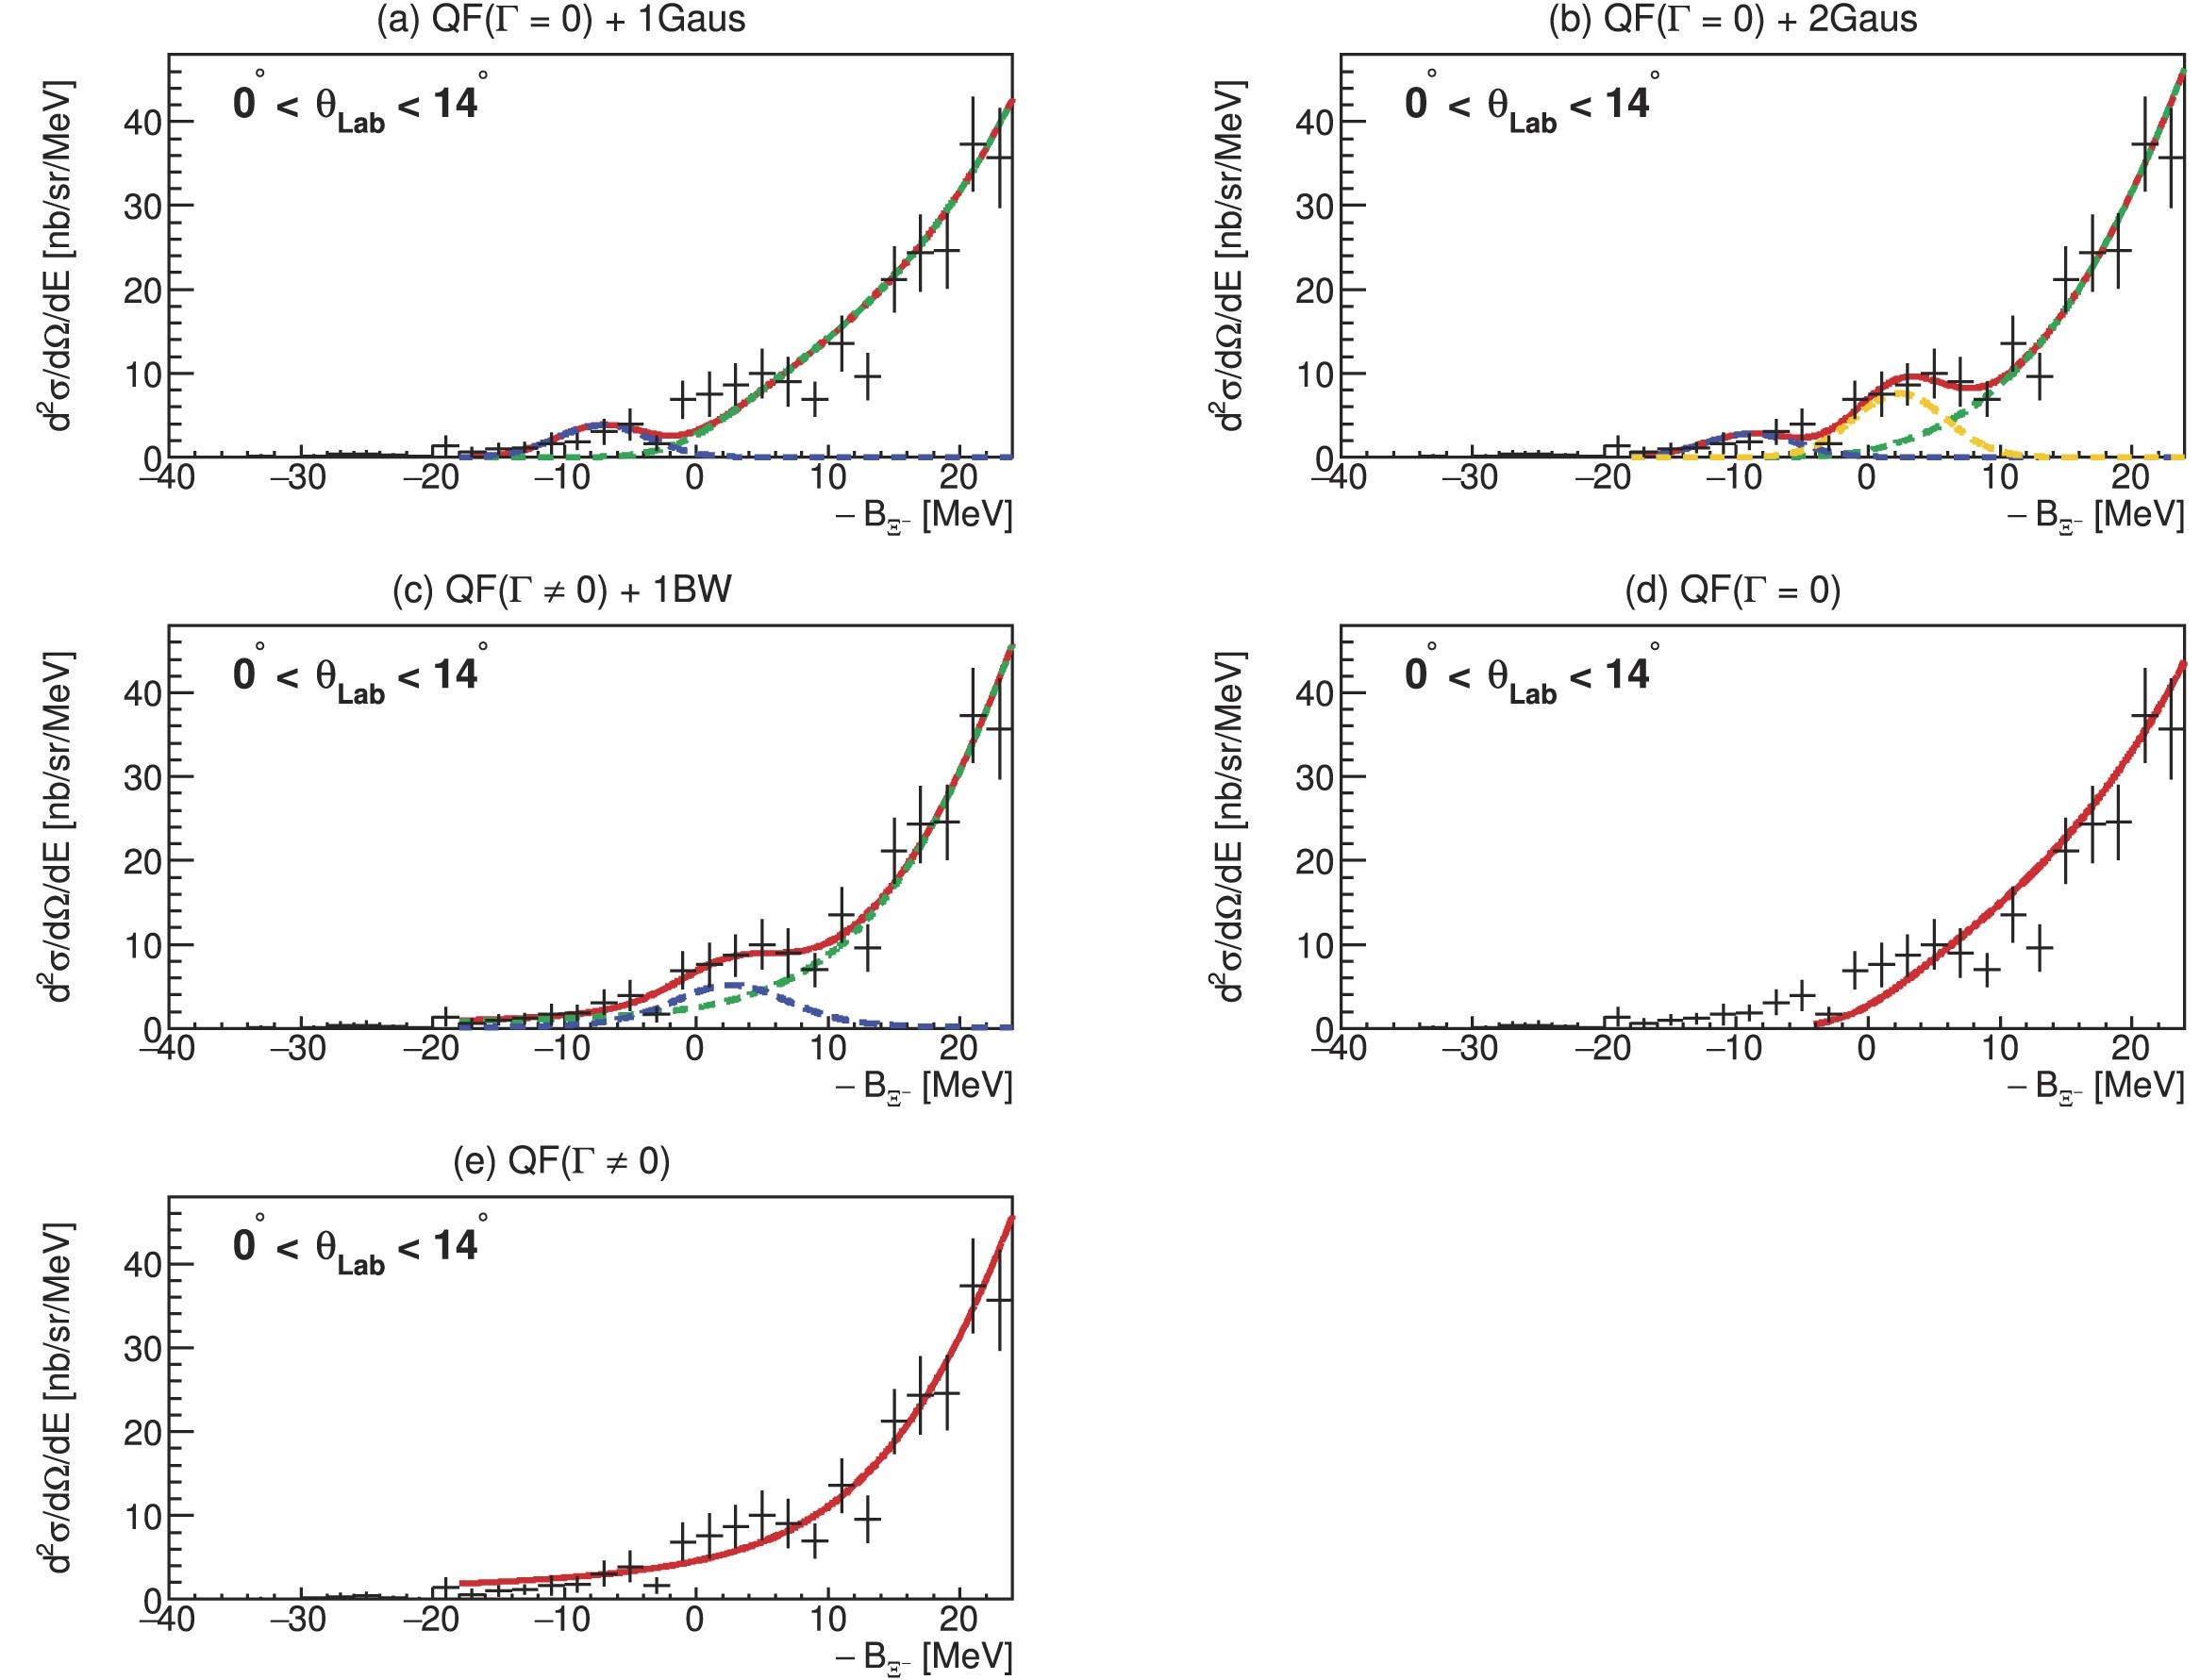 (a) QF(Γ = 0) + 1Gaus
0° < θLab < 14°
d²σ/dΩ/dE [nb/sr/MeV]
40
30
20
10
0
−40 −30 −20 −10 0 10 20
− BΞ⁻ [MeV]
(b) QF(Γ = 0) + 2Gaus
0° < θLab < 14°
d²σ/dΩ/dE [nb/sr/MeV]
40
30
20
10
0
−40 −30 −20 −10 0 10 20
− BΞ⁻ [MeV]
(c) QF(Γ ≠ 0) + 1BW
0° < θLab < 14°
d²σ/dΩ/dE [nb/sr/MeV]
40
30
20
10
0
−40 −30 −20 −10 0 10 20
− BΞ⁻ [MeV]
(d) QF(Γ = 0)
0° < θLab < 14°
d²σ/dΩ/dE [nb/sr/MeV]
40
30
20
10
0
−40 −30 −20 −10 0 10 20
− BΞ⁻ [MeV]
(e) QF(Γ ≠ 0)
0° < θLab < 14°
d²σ/dΩ/dE [nb/sr/MeV]
40
30
20
10
0
−40 −30 −20 −10 0 10 20
− BΞ⁻ [MeV]